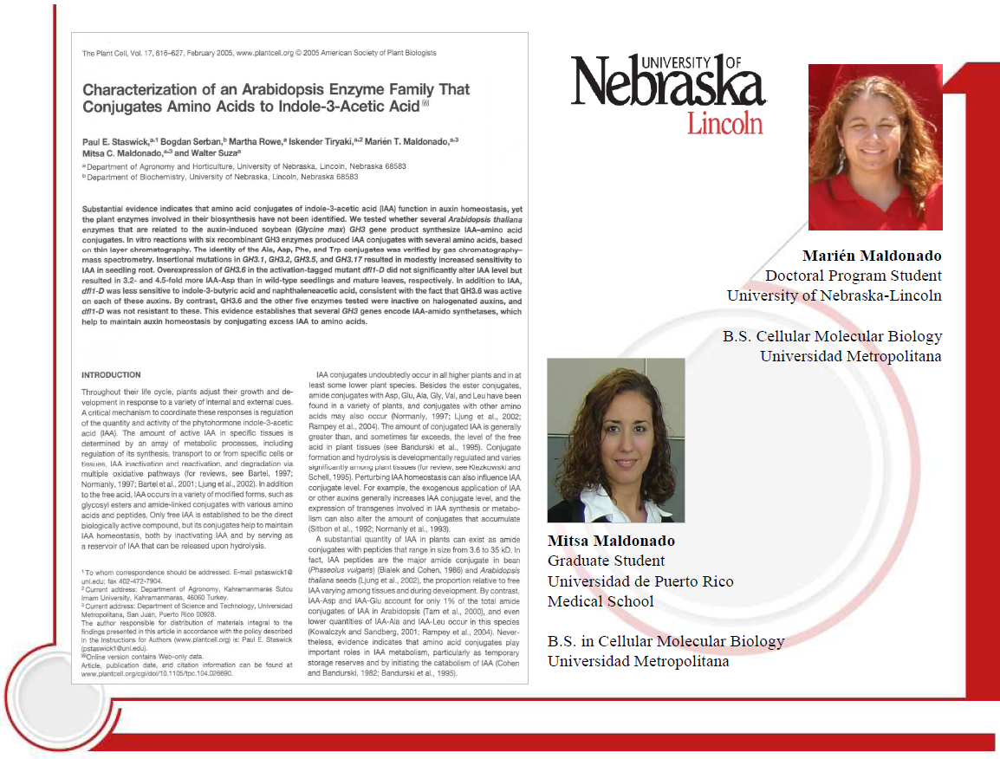 The Plant Cell, Vol. 17, 616–627, February 2005, www.plantcell.org © 2005 American Society of Plant Biologists
Characterization of an Arabidopsis Enzyme Family That
Conjugates Amino Acids to Indole-3-Acetic Acid[W]
Paul E. Staswick,a,1 Bogdan Serban,b Martha Rowe,a Iskender Tiryaki,a,2 Marién T. Maldonado,a,3
Mitsa C. Maldonado,a,3 and Walter Suzaa
a Department of Agronomy and Horticulture, University of Nebraska, Lincoln, Nebraska 68583
b Department of Biochemistry, University of Nebraska, Lincoln, Nebraska 68583
Substantial evidence indicates that amino acid conjugates of indole-3-acetic acid (IAA) function in auxin homeostasis, yet
the plant enzymes involved in their biosynthesis have not been identified. We tested whether several Arabidopsis thaliana
enzymes that are related to the auxin-induced soybean (Glycine max) GH3 gene product synthesize IAA–amino acid
conjugates. In vitro reactions with six recombinant GH3 enzymes produced IAA conjugates with several amino acids, based
on thin layer chromatography. The identity of the Ala, Asp, Phe, and Trp conjugates was verified by gas chromatography–
mass spectrometry. Insertional mutations in GH3.1, GH3.2, GH3.5, and GH3.17 resulted in modestly increased sensitivity to
IAA in seedling root. Overexpression of GH3.6 in the activation-tagged mutant dfl1-D did not significantly alter IAA level but
resulted in 3.2- and 4.5-fold more IAA-Asp than in wild-type seedlings and mature leaves, respectively. In addition to IAA,
dfl1-D was less sensitive to indole-3-butyric acid and naphthaleneacetic acid, consistent with the fact that GH3.6 was active
on each of these auxins. By contrast, GH3.6 and the other five enzymes tested were inactive on halogenated auxins, and
dfl1-D was not resistant to these. This evidence establishes that several GH3 genes encode IAA-amido synthetases, which
help to maintain auxin homeostasis by conjugating excess IAA to amino acids.
INTRODUCTION
Throughout their life cycle, plants adjust their growth and de-
velopment in response to a variety of internal and external cues.
A critical mechanism to coordinate these responses is regulation
of the quantity and activity of the phytohormone indole-3-acetic
acid (IAA). The amount of active IAA in specific tissues is
determined by an array of metabolic processes, including
regulation of its synthesis, transport to or from specific cells or
tissues, IAA inactivation and reactivation, and degradation via
multiple oxidative pathways (for reviews, see Bartel, 1997;
Normanly, 1997; Bartel et al., 2001; Ljung et al., 2002). In addition
to the free acid, IAA occurs in a variety of modified forms, such as
glycosyl esters and amide-linked conjugates with various amino
acids and peptides. Only free IAA is established to be the direct
biologically active compound, but its conjugates help to maintain
IAA homeostasis, both by inactivating IAA and by serving as
a reservoir of IAA that can be released upon hydrolysis.
1 To whom correspondence should be addressed. E-mail pstaswick1@
unl.edu; fax 402-472-7904.
2 Current address: Department of Agronomy, Kahramanmaras Sutcu
Imam University, Kahramanmaras, 46060 Turkey.
3 Current address: Department of Science and Technology, Universidad
Metropolitana, San Juan, Puerto Rico 00928.
The author responsible for distribution of materials integral to the
findings presented in this article in accordance with the policy described
in the Instructions for Authors (www.plantcell.org) is: Paul E. Staswick
(pstaswick1@unl.edu).
[W]Online version contains Web-only data.
Article, publication date, and citation information can be found at
www.plantcell.org/cgi/doi/10.1105/tpc.104.026690.
IAA conjugates undoubtedly occur in all higher plants and in at
least some lower plant species. Besides the ester conjugates,
amide conjugates with Asp, Glu, Ala, Gly, Val, and Leu have been
found in a variety of plants, and conjugates with other amino
acids may also occur (Normanly, 1997; Ljung et al., 2002;
Rampey et al., 2004). The amount of conjugated IAA is generally
greater than, and sometimes far exceeds, the level of the free
acid in plant tissues (see Bandurski et al., 1995). Conjugate
formation and hydrolysis is developmentally regulated and varies
significantly among plant tissues (for review, see Klezkowski and
Schell, 1995). Perturbing IAA homeostasis can also influence IAA
conjugate level. For example, the exogenous application of IAA
or other auxins generally increases IAA conjugate level, and the
expression of transgenes involved in IAA synthesis or metabo-
lism can also alter the amount of conjugates that accumulate
(Sitbon et al., 1992; Normanly et al., 1993).
A substantial quantity of IAA in plants can exist as amide
conjugates with peptides that range in size from 3.6 to 35 kD. In
fact, IAA peptides are the major amide conjugate in bean
(Phaseolus vulgaris) (Bialek and Cohen, 1986) and Arabidopsis
thaliana seeds (Ljung et al., 2002), the proportion relative to free
IAA varying among tissues and during development. By contrast,
IAA-Asp and IAA-Glu account for only 1% of the total amide
conjugates of IAA in Arabidopsis (Tam et al., 2000), and even
lower quantities of IAA-Ala and IAA-Leu occur in this species
(Kowalczyk and Sandberg, 2001; Rampey et al., 2004). Never-
theless, evidence indicates that amino acid conjugates play
important roles in IAA metabolism, particularly as temporary
storage reserves and by initiating the catabolism of IAA (Cohen
and Bandurski, 1982; Bandurski et al., 1995).
UNIVERSITY OF
Nebraska
Lincoln
Marién Maldonado
Doctoral Program Student
University of Nebraska-Lincoln
B.S. Cellular Molecular Biology
Universidad Metropolitana
Mitsa Maldonado
Graduate Student
Universidad de Puerto Rico
Medical School
B.S. in Cellular Molecular Biology
Universidad Metropolitana